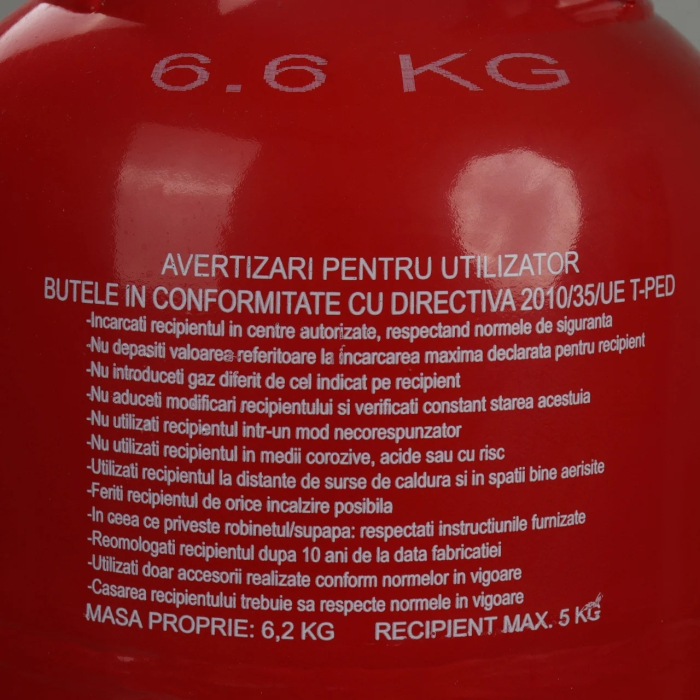 6.6 KG
AVERTIZARI PENTRU UTILIZATOR
BUTELE IN CONFORMITATE CU DIRECTIVA 2010/35/UE T-PED
-Incarcati recipientul in centre autorizate, respectand normele de siguranta
-Nu depasiti valoarea referitoare la incarcarea maxima declarata pentru recipient
-Nu introduceti gaz diferit de cel indicat pe recipient
-Nu aduceti modificari recipientului si verificati constant starea acestuia
-Nu utilizati recipientul intr-un mod necorespunzator
-Nu utilizati recipientul in medii corozive, acide sau cu risc
-Utilizati recipientul la distante de surse de caldura si in spatii bine aerisite
-Feriti recipientul de orice incalzire posibila
-In ceea ce priveste robinetul/supapa: respectati instructiunile furnizate
-Reomologati recipientul dupa 10 ani de la data fabricatiei
-Utilizati doar accesorii realizate conform normelor in vigoare
-Casarea recipientului trebuie sa respecte normele in vigoare
MASA PROPRIE: 6,2 KG RECIPIENT MAX. 5 KG